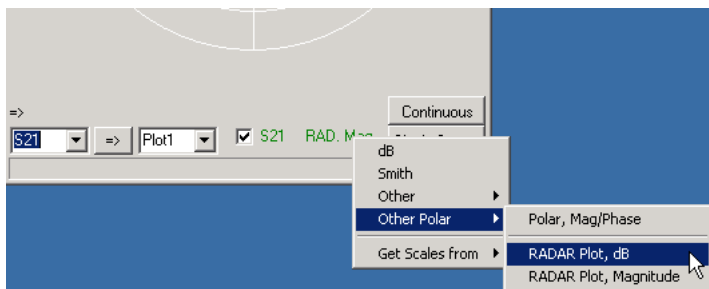 =>
Continuous
S21 => Plot1 S21 RAD. Mag
dB
Smith
Other
Other Polar
Polar, Mag/Phase
Get Scales from
RADAR Plot, dB
RADAR Plot, Magnitude